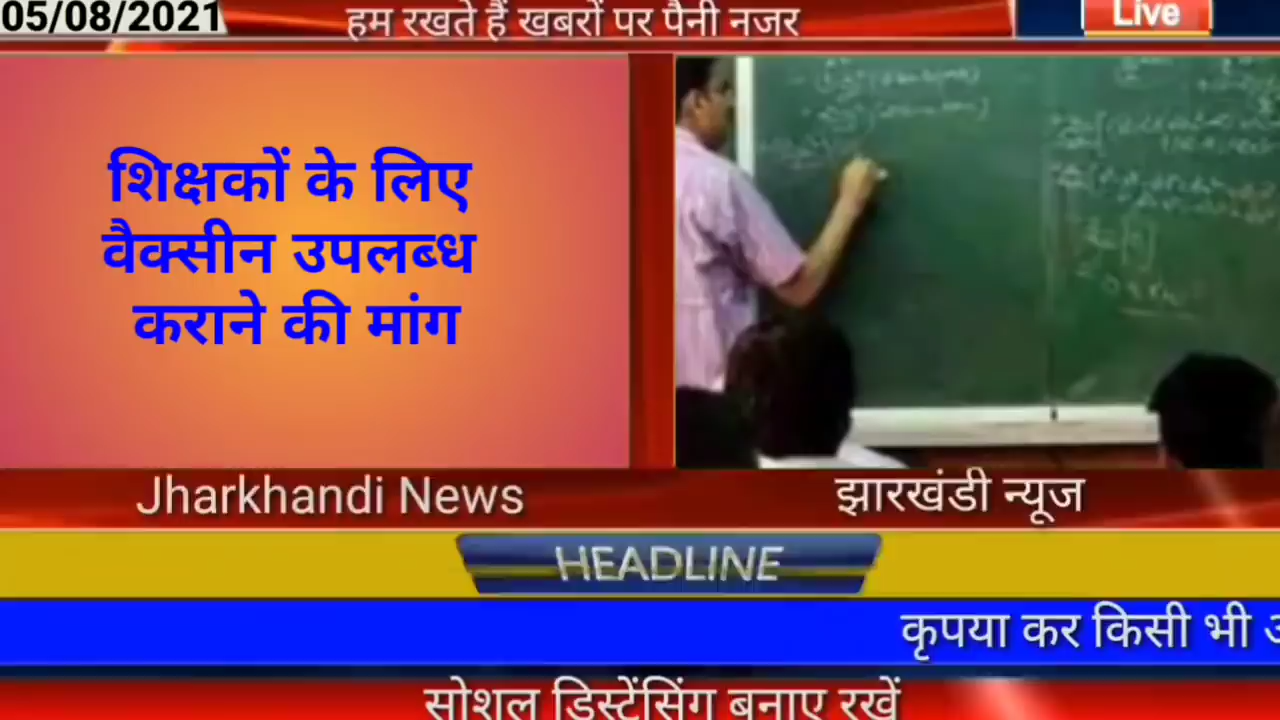 05/08/2021
हम रखते हैं खबरों पर पैनी नजर
Live
शिक्षकों के लिए
वैक्सीन उपलब्ध
कराने की मांग
Jharkhandi News
झारखंडी न्यूज
HEADLINE
कृपया कर किसी भी
सोशल डिस्टेंसिंग बनाए रखें